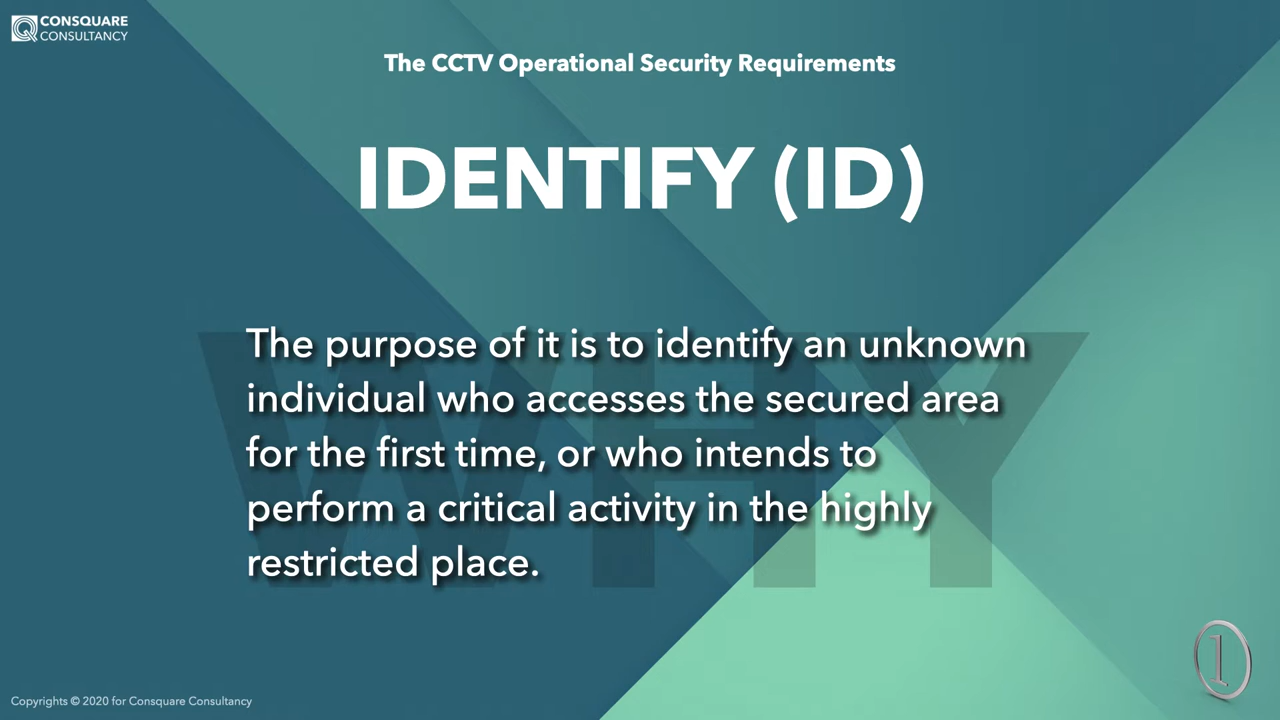 CONSQUARE
CONSULTANCY
The CCTV Operational Security Requirements
IDENTIFY (ID)
WHY
The purpose of it is to identify an unknown
individual who accesses the secured area
for the first time, or who intends to
perform a critical activity in the highly
restricted place.
1
Copyrights © 2020 for Consquare Consultancy